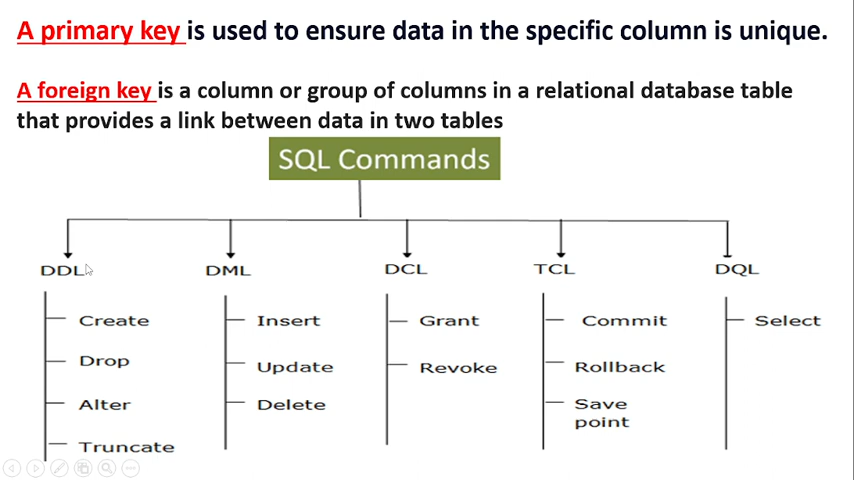 A primary key is used to ensure data in the specific column is unique.
A foreign key is a column or group of columns in a relational database table
that provides a link between data in two tables
SQL Commands
DDL
DML
DCL
TCL
DQL
Create
Drop
Alter
Truncate
Insert
Update
Delete
Grant
Revoke
Commit
Rollback
Save
point
Select